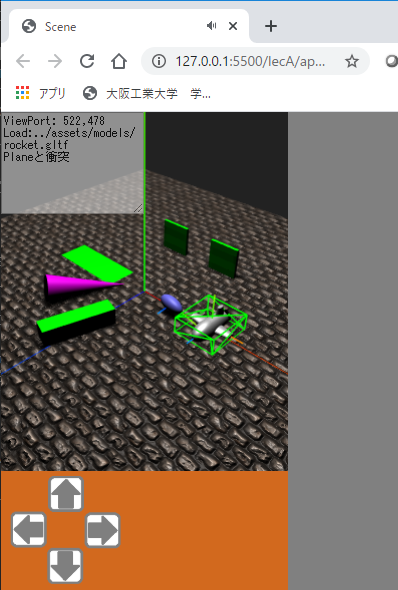 Scene
127.0.0.1:5500/lecA/ap...
アプリ 大阪工業大学 学...
ViewPort: 522,478
Load:../assets/models/
rocket.gltf
Planeと衝突